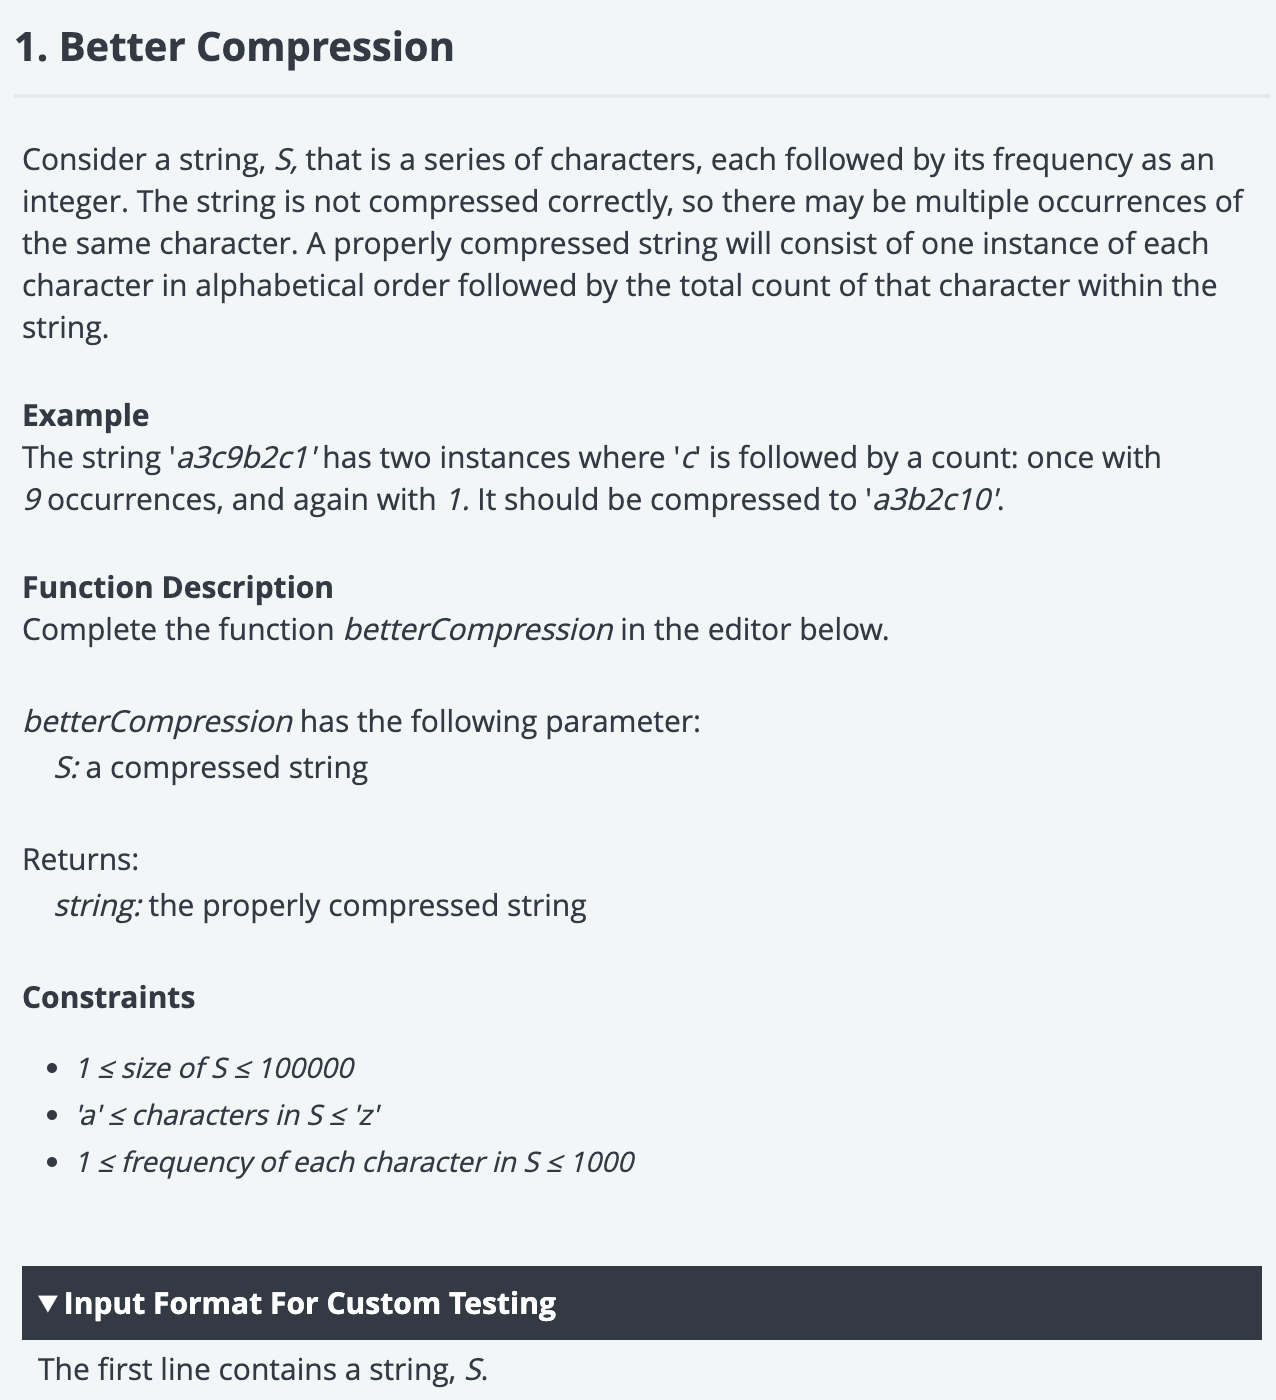 1. Better Compression
Consider a string, S, that is a series of characters, each followed by its frequency as an
integer. The string is not compressed correctly, so there may be multiple occurrences of
the same character. A properly compressed string will consist of one instance of each
character in alphabetical order followed by the total count of that character within the
string.
Example
The string 'a3c9b2c1' has two instances where 'c' is followed by a count: once with
9 occurrences, and again with 1. It should be compressed to 'a3b2c10'.
Function Description
Complete the function betterCompression in the editor below.
betterCompression has the following parameter:
S: a compressed string
Returns:
string: the properly compressed string
Constraints
• 1 ≤ size of S ≤ 100000
• 'a' ≤ characters in S ≤ 'z'
• 1 ≤ frequency of each character in S ≤ 1000
▼ Input Format For Custom Testing
The first line contains a string, S.